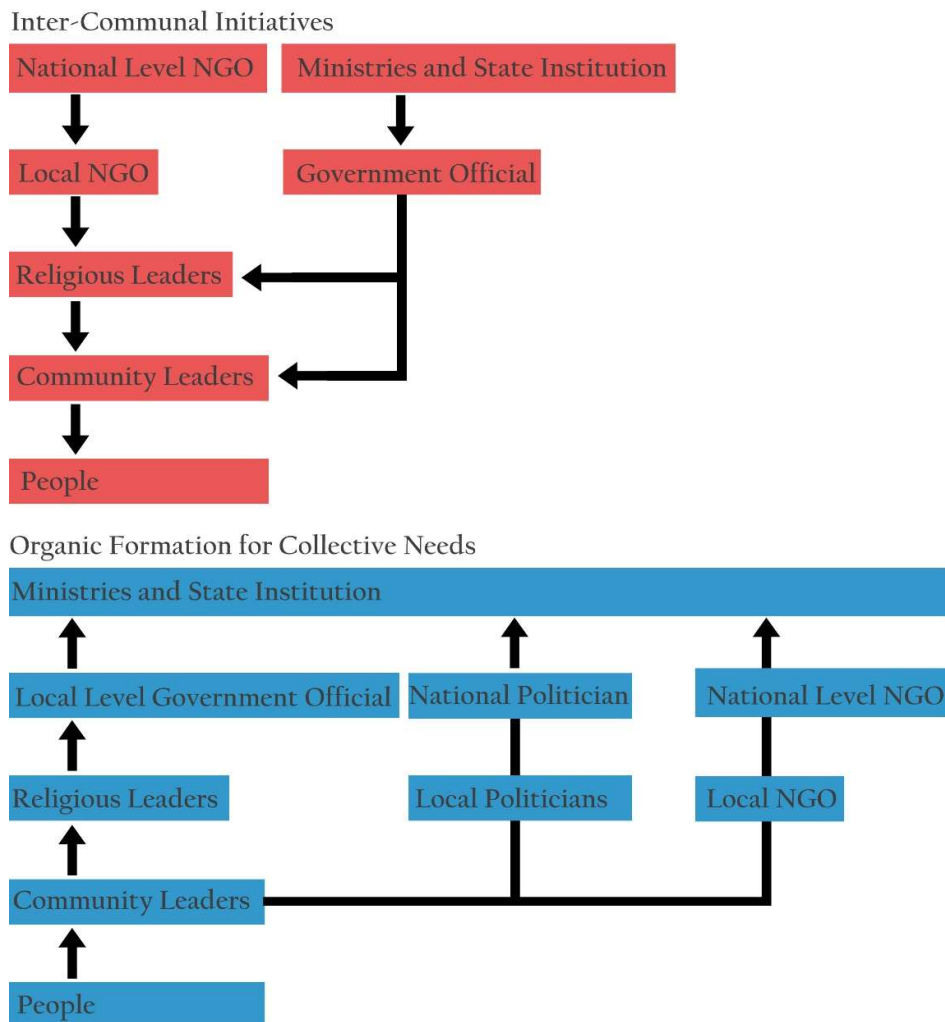 Inter-Communal Initiatives
National Level NGO
Ministries and State Institution
Local NGO
Government Official
Religious Leaders
Community Leaders
People
Organic Formation for Collective Needs
Ministries and State Institution
Local Level Government Official
National Politician
National Level NGO
Religious Leaders
Local Politicians
Local NGO
Community Leaders
People